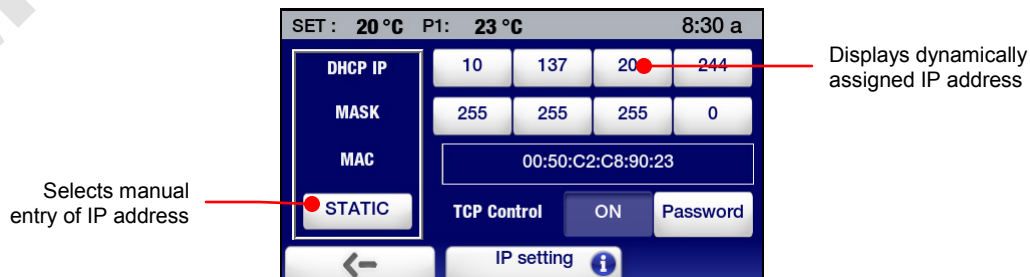 SET : 20 °C P1: 23 °C 8:30 a
DHCP IP 10 137 20 244
Displays dynamically
assigned IP address
MASK 255 255 255 0
MAC 00:50:C2:C8:90:23
Selects manual
entry of IP address
STATIC TCP Control ON Password
IP setting